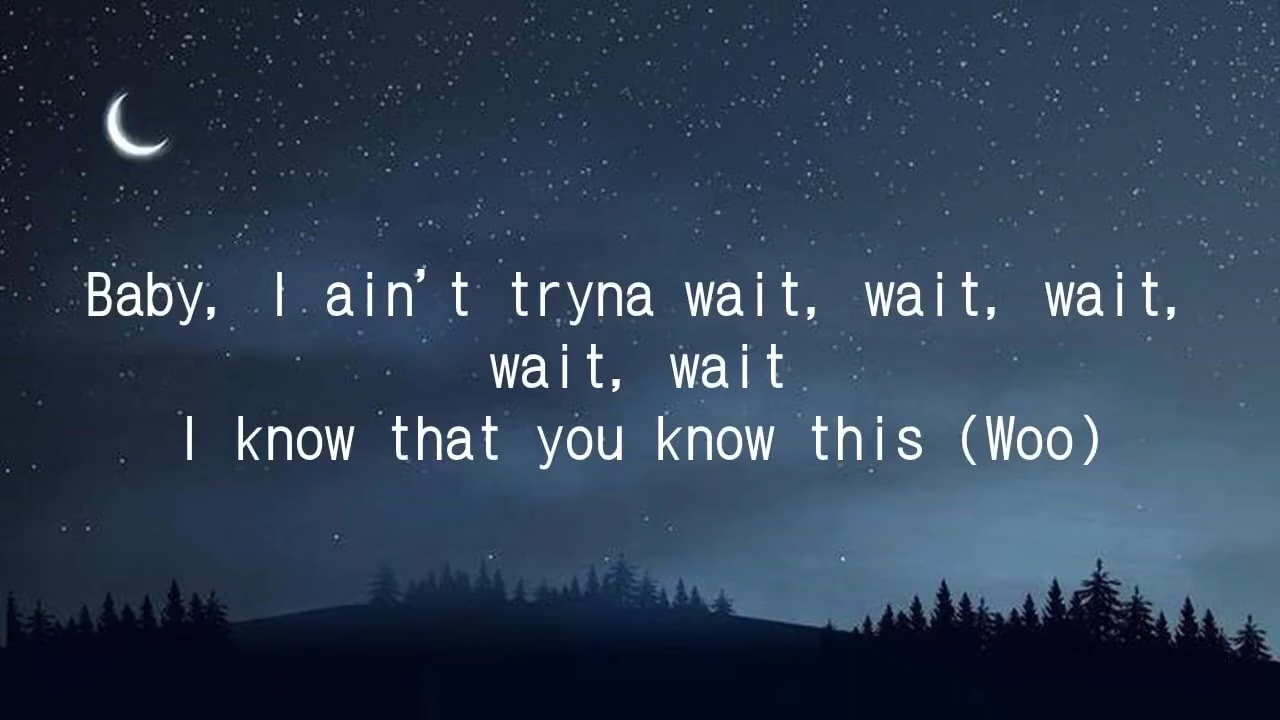 Baby, I ain't tryna wait, wait, wait,
wait, wait
I know that you know this (Woo)